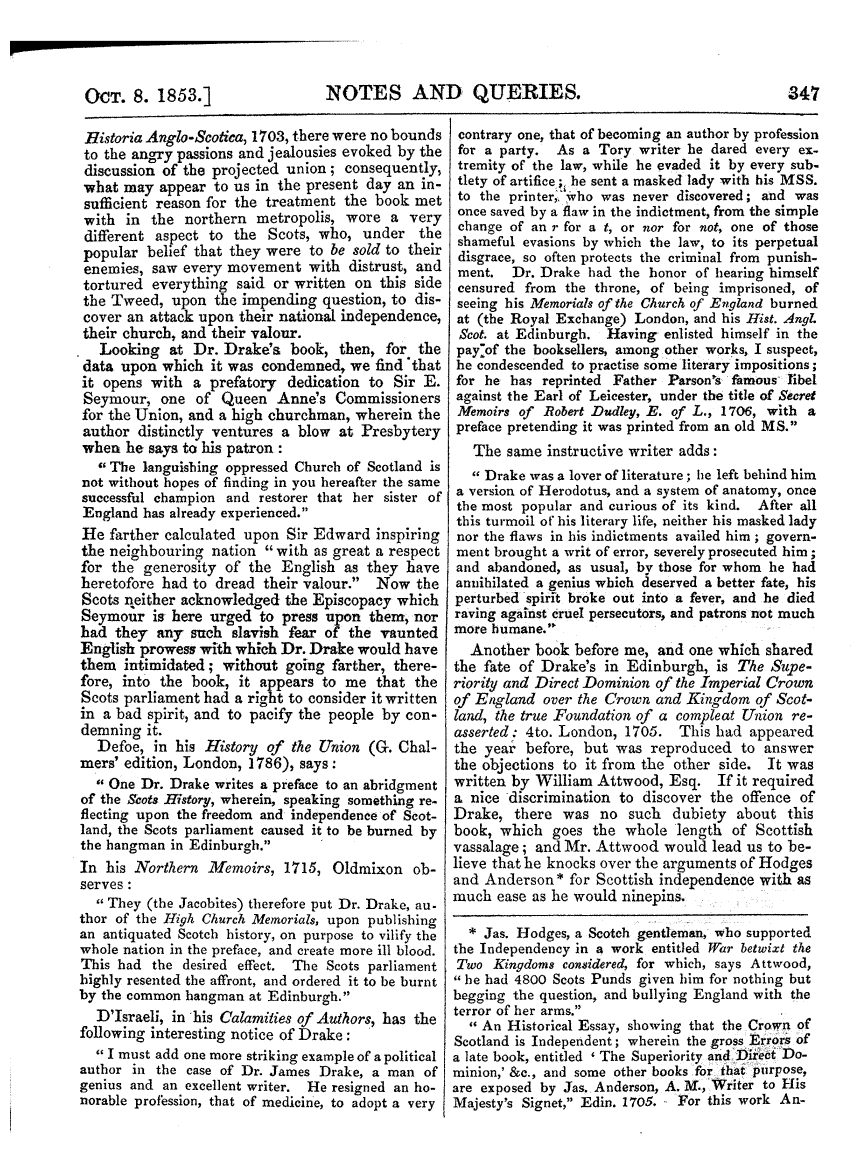 OCT. 8. 1853.] NOTES AND QUERIES. 347
Historia Anglo-Scotica, 1703, there were no bounds
to the angry passions and jealousies evoked by the
discussion of the projected union; consequently,
what may appear to us in the present day an in-
sufficient reason for the treatment the book met
with in the northern metropolis, wore a very
different aspect to the Scots, who, under the
popular belief that they were to be sold to their
enemies, saw every movement with distrust, and
tortured everything said or written on this side
the Tweed, upon the impending question, to dis-
cover an attack upon their national independence,
their church, and their valour.
Looking at Dr. Drake's book, then, for the
data upon which it was condemned, we find that
it opens with a prefatory dedication to Sir E.
Seymour, one of Queen Anne's Commissioners
for the Union, and a high churchman, wherein the
author distinctly ventures a blow at Presbytery
when he says to his patron:
"The languishing oppressed Church of Scotland is
not without hopes of finding in you hereafter the same
successful champion and restorer that her sister of
England has already experienced."
He farther calculated upon Sir Edward inspiring
the neighbouring nation "with as great a respect
for the generosity of the English as they have
heretofore had to dread their valour." Now the
Scots neither acknowledged the Episcopacy which
Seymour is here urged to press upon them, nor
had they any such slavish fear of the vaunted
English prowess with which Dr. Drake would have
them intimidated; without going farther, there-
fore, into the book, it appears to me that the
Scots parliament had a right to consider it written
in a bad spirit, and to pacify the people by con-
demning it.
Defoe, in his History of the Union (G. Chal-
mers' edition, London, 1786), says:
"One Dr. Drake writes a preface to an abridgment
of the Scots History, wherein, speaking something re-
flecting upon the freedom and independence of Scot-
land, the Scots parliament caused it to be burned by
the hangman in Edinburgh."
In his Northern Memoirs, 1715, Oldmixon ob-
serves:
"They (the Jacobites) therefore put Dr. Drake, au-
thor of the High Church Memorials, upon publishing
an antiquated Scotch history, on purpose to vilify the
whole nation in the preface, and create more ill blood.
This had the desired effect. The Scots parliament
highly resented the affront, and ordered it to be burnt
by the common hangman at Edinburgh."
D'Israeli, in his Calamities of Authors, has the
following interesting notice of Drake:
"I must add one more striking example of a political
author in the case of Dr. James Drake, a man of
genius and an excellent writer. He resigned an ho-
norable profession, that of medicine, to adopt a very
contrary one, that of becoming an author by profession
for a party. As a Tory writer he dared every ex-
tremity of the law, while he evaded it by every sub-
tlety of artifice; he sent a masked lady with his MSS.
to the printer, who was never discovered; and was
once saved by a flaw in the indictment, from the simple
change of an r for a t, or nor for not, one of those
shameful evasions by which the law, to its perpetual
disgrace, so often protects the criminal from punish-
ment. Dr. Drake had the honor of hearing himself
censured from the throne, of being imprisoned, of
seeing his Memorials of the Church of England burned
at (the Royal Exchange) London, and his Hist. Angl.
Scot. at Edinburgh. Having enlisted himself in the
pay of the booksellers, among other works, I suspect,
he condescended to practise some literary impositions;
for he has reprinted Father Parson's famous libel
against the Earl of Leicester, under the title of Secret
Memoirs of Robert Dudley, E. of L., 1706, with a
preface pretending it was printed from an old MS."
The same instructive writer adds:
"Drake was a lover of literature; he left behind him
a version of Herodotus, and a system of anatomy, once
the most popular and curious of its kind. After all
this turmoil of his literary life, neither his masked lady
nor the flaws in his indictments availed him; govern-
ment brought a writ of error, severely prosecuted him;
and abandoned, as usual, by those for whom he had
annihilated a genius which deserved a better fate, his
perturbed spirit broke out into a fever, and he died
raving against cruel persecutors, and patrons not much
more humane."
Another book before me, and one which shared
the fate of Drake's in Edinburgh, is The Supe-
riority and Direct Dominion of the Imperial Crown
of England over the Crown and Kingdom of Scot-
land, the true Foundation of a compleat Union re-
asserted: 4to. London, 1705. This had appeared
the year before, but was reproduced to answer
the objections to it from the other side. It was
written by William Attwood, Esq. If it required
a nice discrimination to discover the offence of
Drake, there was no such dubiety about this
book, which goes the whole length of Scottish
vassalage; and Mr. Attwood would lead us to be-
lieve that he knocks over the arguments of Hodges
and Anderson* for Scottish independence with as
much ease as he would ninepins.
* Jas. Hodges, a Scotch gentleman, who supported
the Independency in a work entitled War betwixt the
Two Kingdoms considered, for which, says Attwood,
"he had 4800 Scots Punds given him for nothing but
begging the question, and bullying England with the
terror of her arms."
"An Historical Essay, showing that the Crown of
Scotland is Independent; wherein the gross Errors of
a late book, entitled 'The Superiority and Direct Do-
minion,' &c., and some other books for that purpose,
are exposed by Jas. Anderson, A. M., Writer to His
Majesty's Signet," Edin. 1705. For this work An-